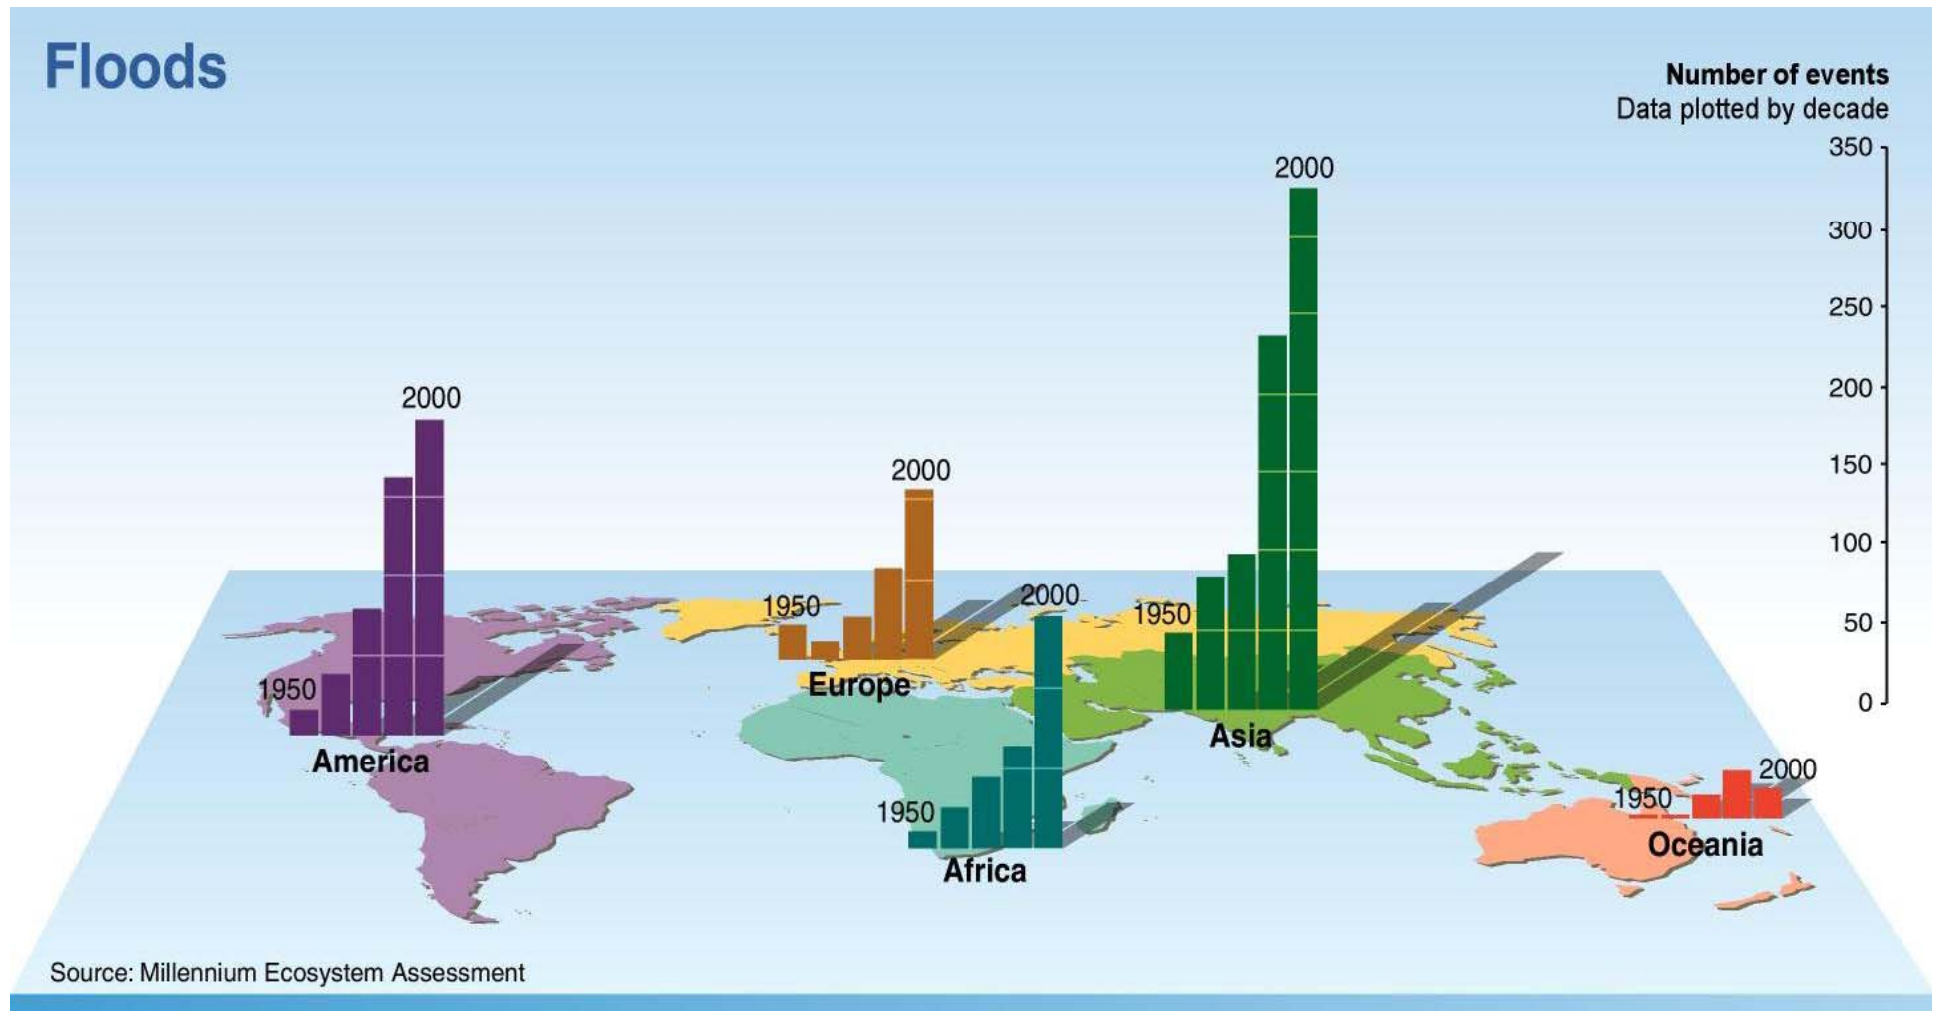 Floods
Number of events
Data plotted by decade
350
300
250
200
150
100
50
0
2000
1950
America
2000
1950
Europe
2000
1950
Africa
2000
1950
Asia
2000
1950
Oceania
Source: Millennium Ecosystem Assessment